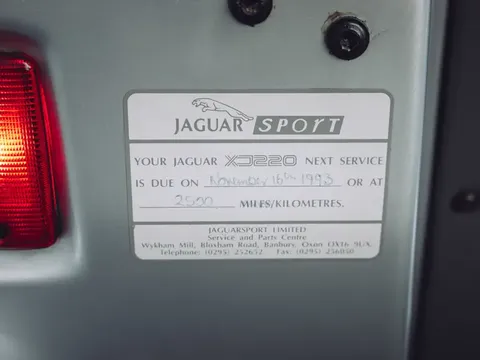 JAGUAR SPORT
YOUR JAGUAR XJ220 NEXT SERVICE
IS DUE ON November 16th 1993 OR AT
2500 MILES/KILOMETRES.
JAGUARSPORT LIMITED
Service and Parts Centre
Wykham Mill, Bloxham Road, Banbury, Oxon OX16 9UA.
Telephone: (0295) 252652 Fax: (0295) 256050